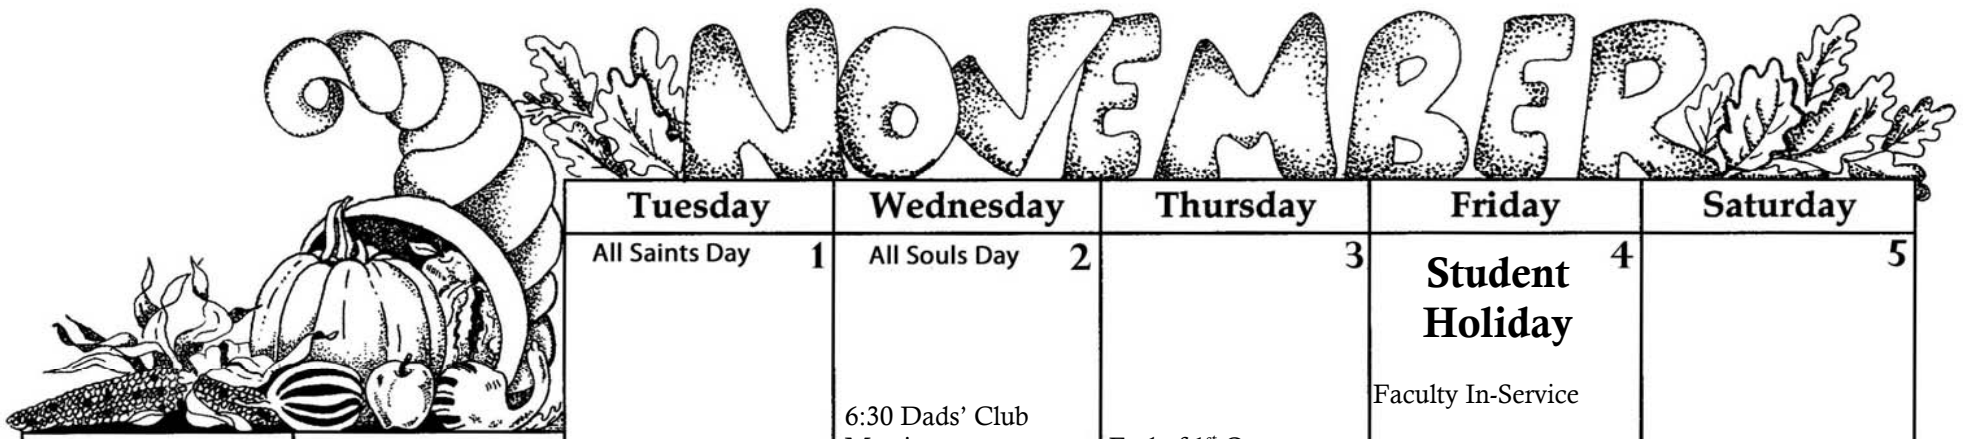 NOVEMBER
Tuesday Wednesday Thursday Friday Saturday
All Saints Day 1
All Souls Day 2
6:30 Dads' Club
3
4
Student
Holiday
Faculty In-Service
5